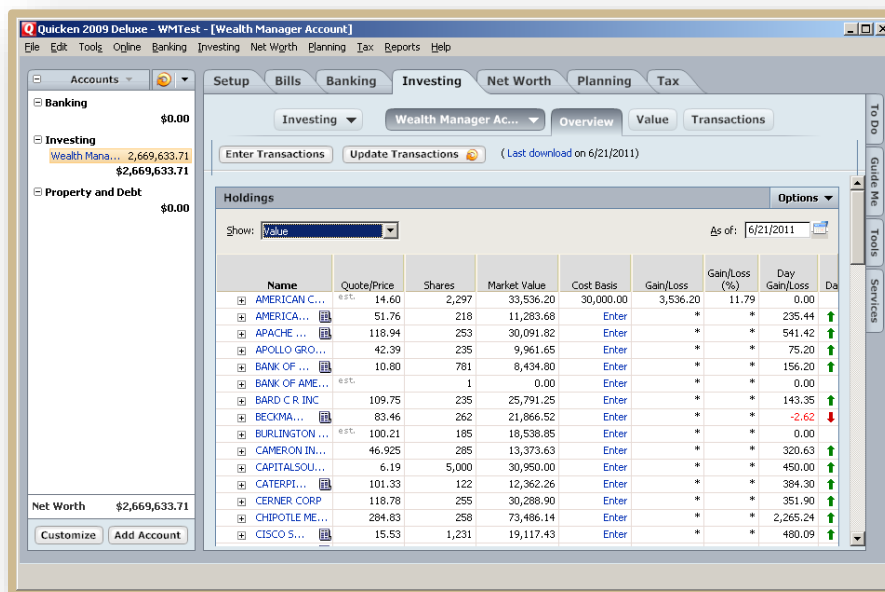 Quicken 2009 Deluxe - WMTest - [Wealth Manager Account]
File Edit Tools Online Banking Investing Net Worth Planning Tax Reports Help
Accounts
Setup Bills Banking Investing Net Worth Planning Tax
Banking
$0.00
Investing
Wealth Mana... 2,669,633.71
$2,669,633.71
Property and Debt
$0.00
Net Worth $2,669,633.71
Customize Add Account
Investing Wealth Manager Ac... Overview Value Transactions
Enter Transactions Update Transactions (Last download on 6/21/2011)
Holdings Options
Show: Value As of: 6/21/2011
Name Quote/Price Shares Market Value Cost Basis Gain/Loss Gain/Loss (%) Day Gain/Loss Da
AMERICAN C... est. 14.60 2,297 33,536.20 30,000.00 3,536.20 11.79 0.00
AMERICA... 51.76 218 11,283.68 Enter * * 235.44
APACHE ... 118.94 253 30,091.82 Enter * * 541.42
APOLLO GRO... 42.39 235 9,961.65 Enter * * 75.20
BANK OF ... 10.80 781 8,434.80 Enter * * 156.20
BANK OF AME... est. 1 0.00 Enter * * 0.00
BARD C R INC 109.75 235 25,791.25 Enter * * 143.35
BECKMA... 83.46 262 21,866.52 Enter * * -2.62
BURLINGTON ... est. 100.21 185 18,538.85 Enter * * 0.00
CAMERON IN... 46.925 285 13,373.63 Enter * * 320.63
CAPITALSOU... 6.19 5,000 30,950.00 Enter * * 450.00
CATERPI... 101.33 122 12,362.26 Enter * * 384.30
CERNER CORP 118.78 255 30,288.90 Enter * * 351.90
CHIPOTLE ME... 284.83 258 73,486.14 Enter * * 2,265.24
CISCO S... 15.53 1,231 19,117.43 Enter * * 480.09
To Do
Guide Me
Tools
Services